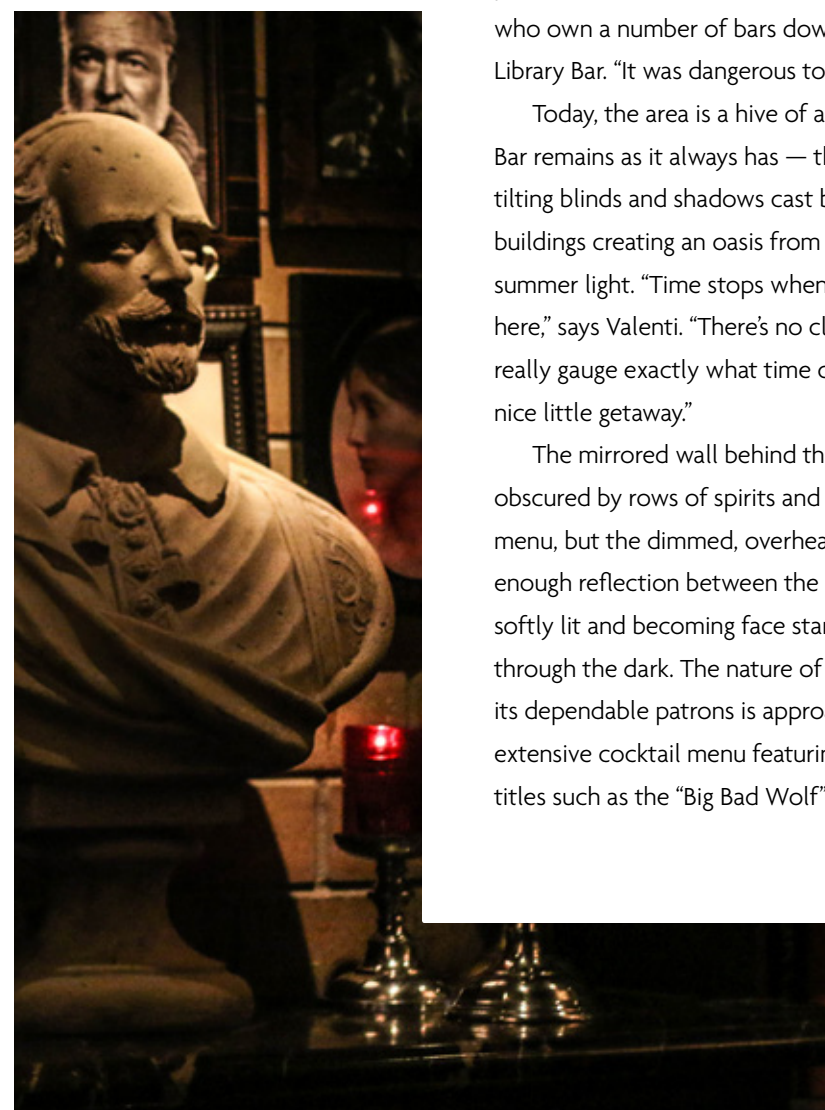 who own a number of bars dow
Library Bar. “It was dangerous to
Today, the area is a hive of a
Bar remains as it always has — th
tilting blinds and shadows cast b
buildings creating an oasis from
summer light. “Time stops when
here,” says Valenti. “There’s no cl
really gauge exactly what time o
nice little getaway.”
The mirrored wall behind th
obscured by rows of spirits and
menu, but the dimmed, overhea
enough reflection between the
softly lit and becoming face star
through the dark. The nature of
its dependable patrons is appro
extensive cocktail menu featurin
titles such as the “Big Bad Wolf”